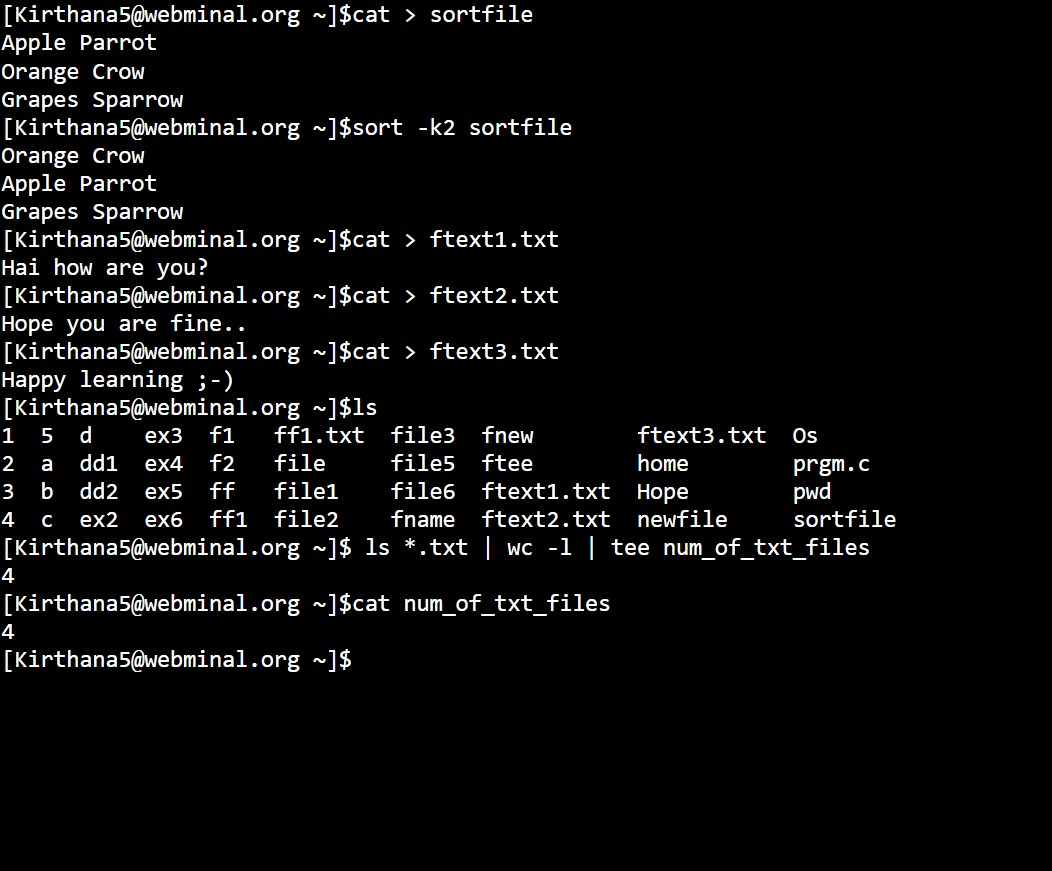 [Kirthana5@webminal.org ~]$cat > sortfile
Apple Parrot
Orange Crow
Grapes Sparrow
[Kirthana5@webminal.org ~]$sort -k2 sortfile
Orange Crow
Apple Parrot
Grapes Sparrow
[Kirthana5@webminal.org ~]$cat > ftext1.txt
Hai how are you?
[Kirthana5@webminal.org ~]$cat > ftext2.txt
Hope you are fine..
[Kirthana5@webminal.org ~]$cat > ftext3.txt
Happy learning ;-)
[Kirthana5@webminal.org ~]$ls
1  5  d    ex3  f1   ff1.txt  file3  fnew        ftext3.txt  Os
2  a  dd1  ex4  f2   file     file5  ftee        home        prgm.c
3  b  dd2  ex5  ff   file1    file6  ftext1.txt  Hope        pwd
4  c  ex2  ex6  ff1  file2    fname  ftext2.txt  newfile     sortfile
[Kirthana5@webminal.org ~]$ ls *.txt | wc -l | tee num_of_txt_files
4
[Kirthana5@webminal.org ~]$cat num_of_txt_files
4
[Kirthana5@webminal.org ~]$